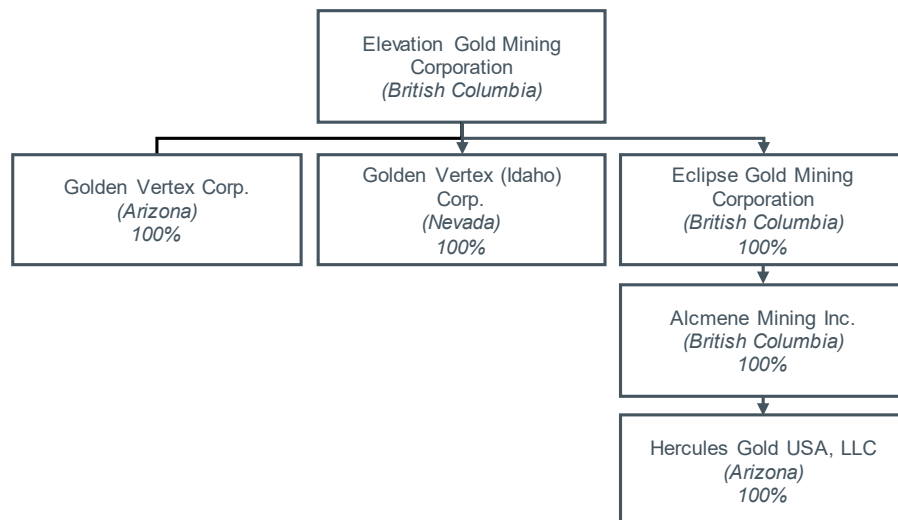 Elevation Gold Mining
Corporation
(British Columbia)
Golden Vertex Corp.
(Arizona)
100%
Golden Vertex (Idaho)
Corp.
(Nevada)
100%
Eclipse Gold Mining
Corporation
(British Columbia)
100%
Alcmene Mining Inc.
(British Columbia)
100%
Hercules Gold USA, LLC
(Arizona)
100%